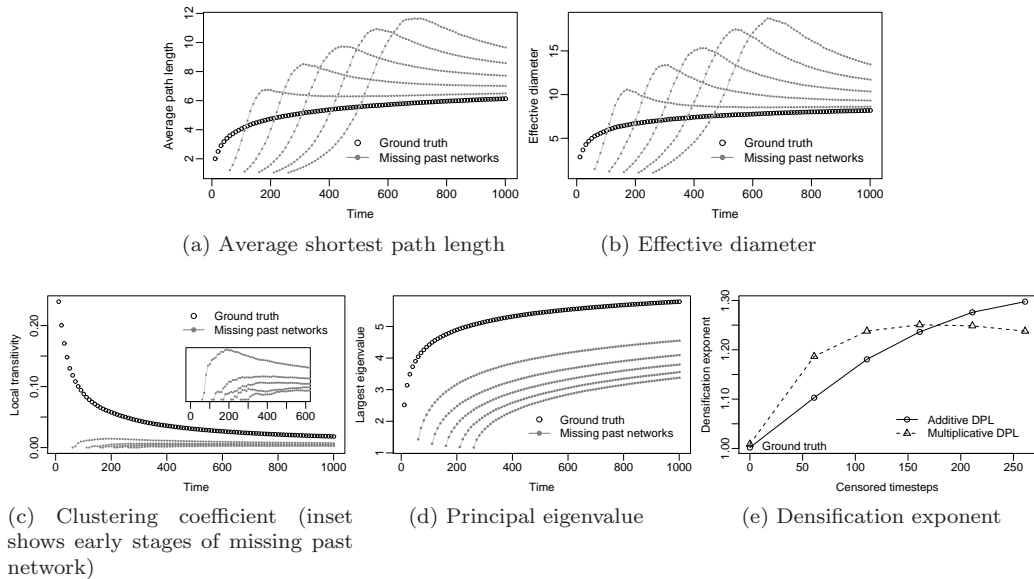 12
10
8
6
4
2
Average path length
Ground truth
Missing past networks
0
200
400
600
800
1000
Time
(a) Average shortest path length
15
10
5
Effective diameter
Ground truth
Missing past networks
0
200
400
600
800
1000
Time
(b) Effective diameter
0.20
0.10
0.00
Local transitivity
Ground truth
Missing past networks
0
200
400
600
0
200
400
600
800
1000
Time
(c) Clustering coefficient (inset
shows early stages of missing past
network)
5
4
3
2
1
Largest eigenvalue
Ground truth
Missing past networks
0
200
400
600
800
1000
Time
(d) Principal eigenvalue
1.30
1.20
1.10
1.00
Densification exponent
Ground truth
Additive DPL
Multiplicative DPL
0
50
100
150
200
250
Censored timesteps
(e) Densification exponent